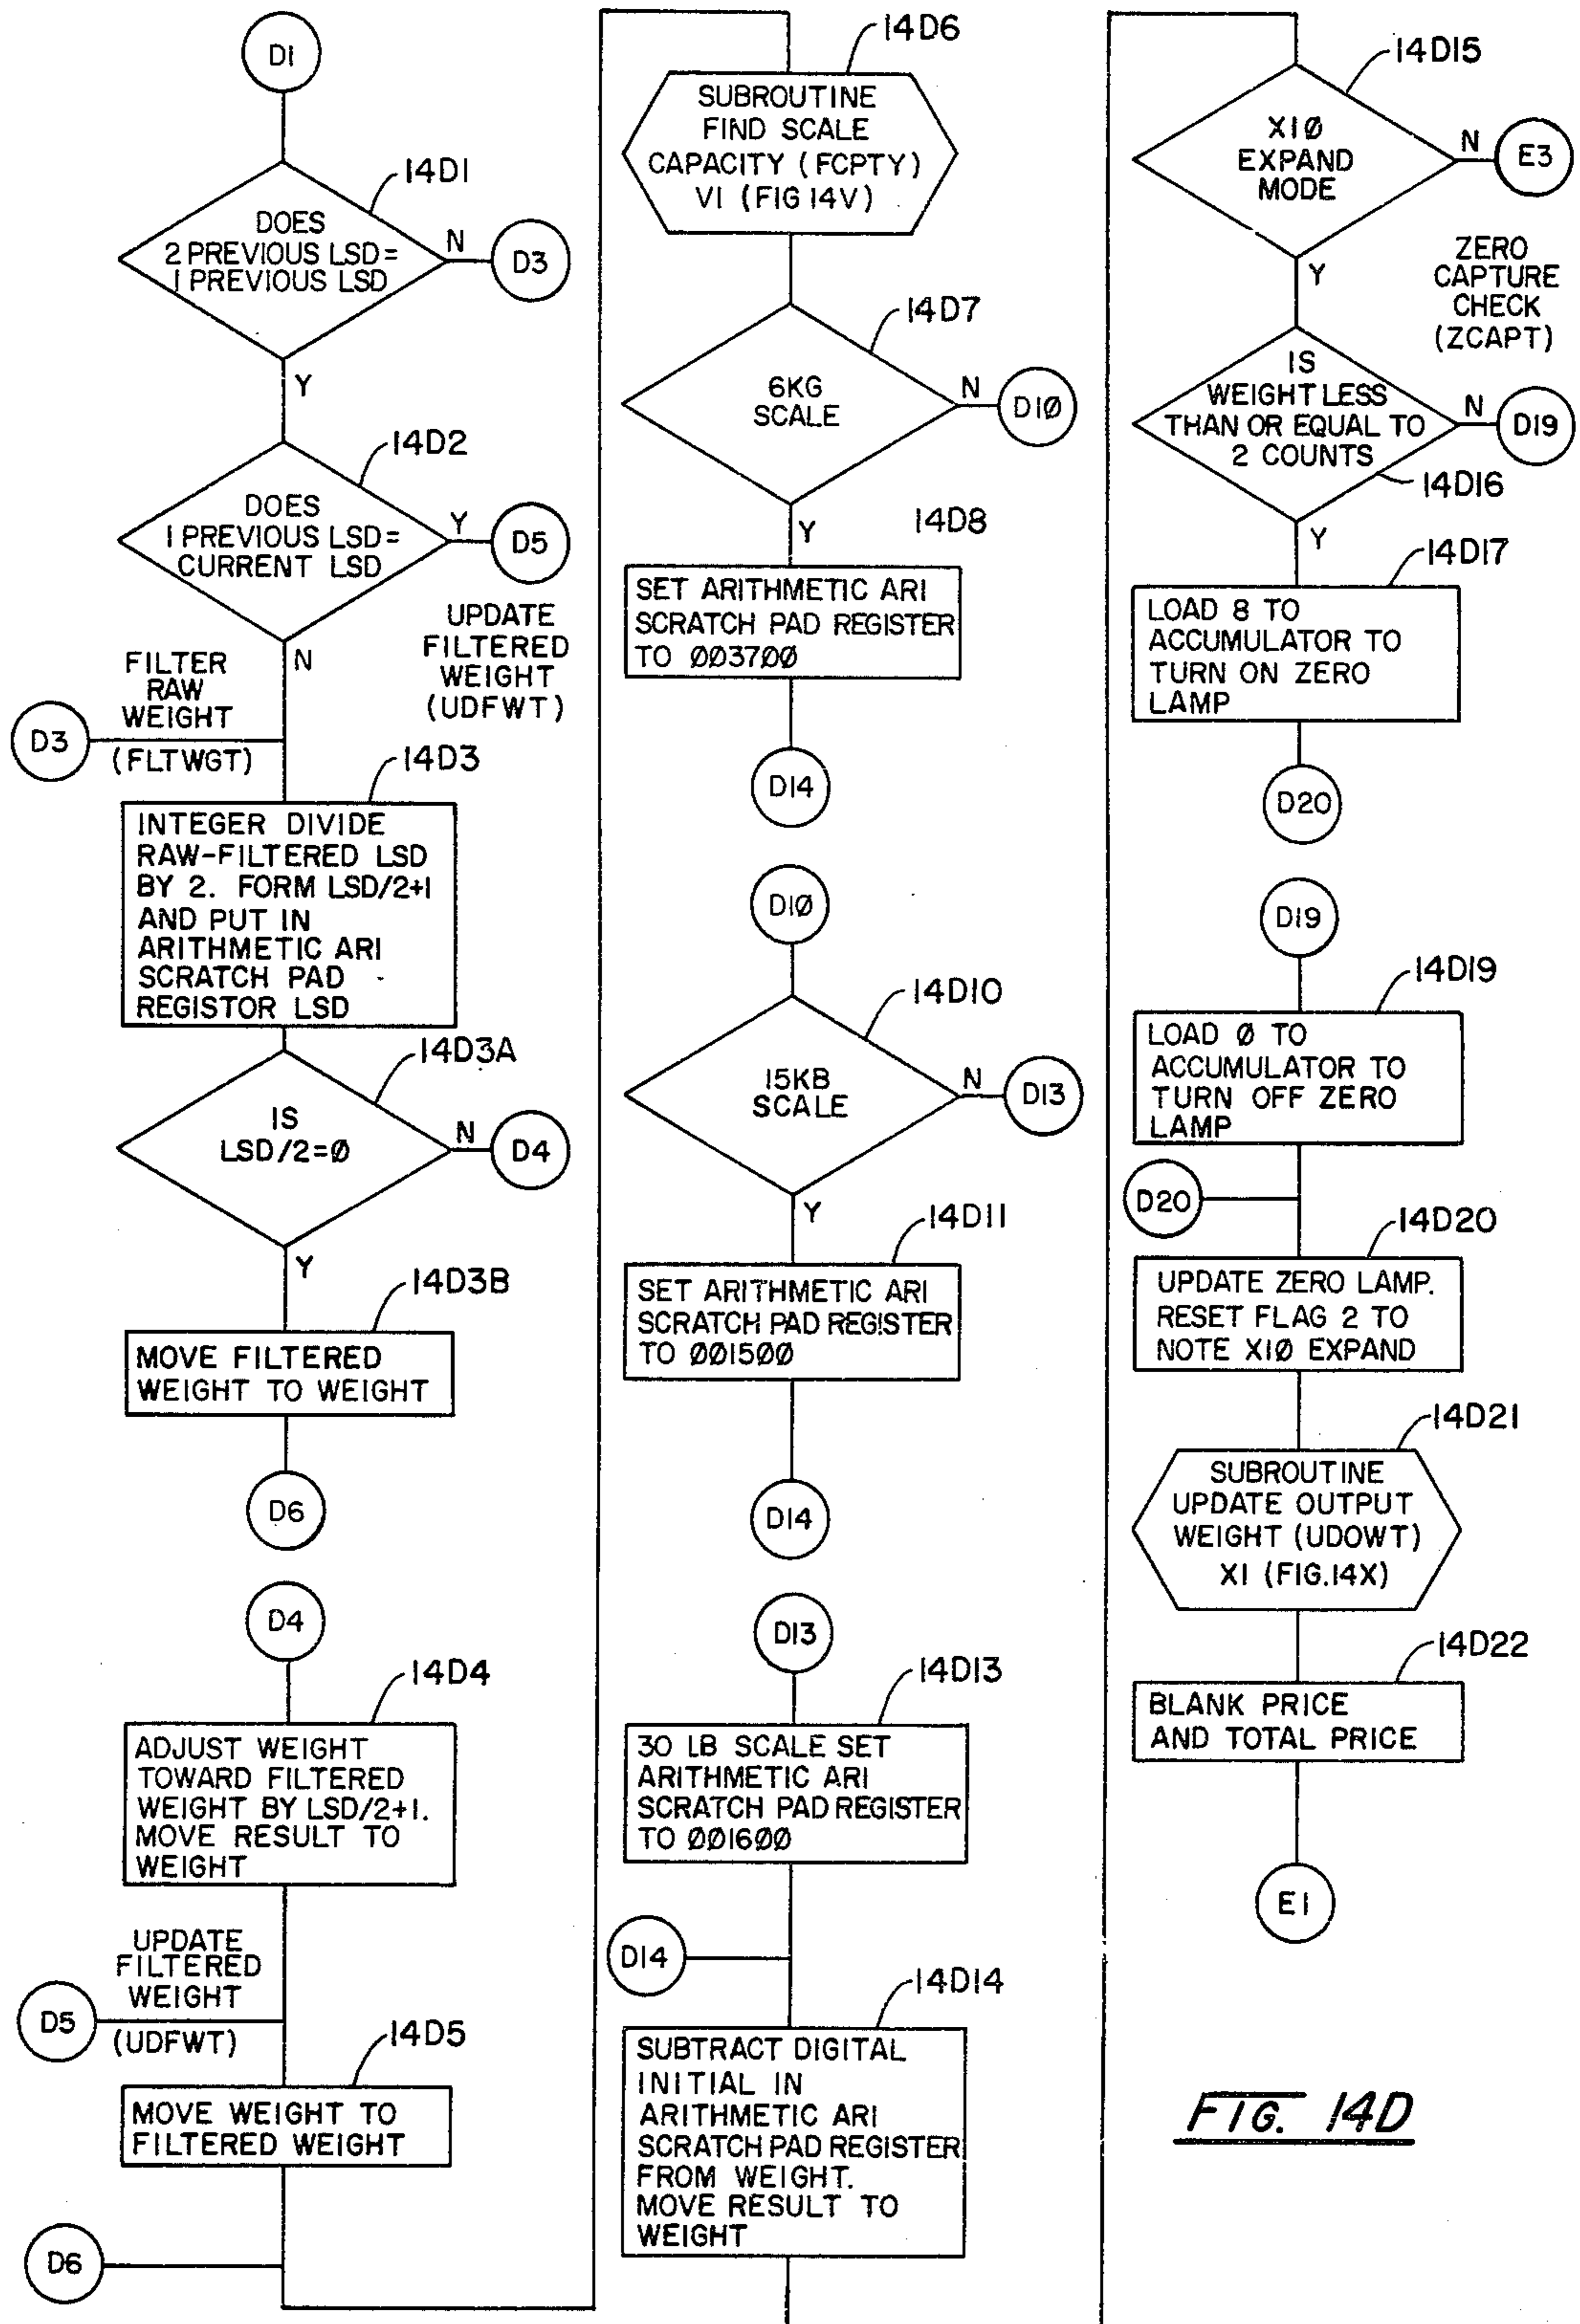 D1
14D1
DOES
2 PREVIOUS LSD=
1 PREVIOUS LSD
N
D3
Y
14D2
DOES
1 PREVIOUS LSD=
CURRENT LSD
Y
D5
UPDATE
FILTERED
WEIGHT
(UDFWT)
N
FILTER
RAW
WEIGHT
(FLTWGT)
D3
14D3
INTEGER DIVIDE
RAW-FILTERED LSD
BY 2. FORM LSD/2+1
AND PUT IN
ARITHMETIC ARI
SCRATCH PAD
REGISTOR LSD
14D3A
IS
LSD/2=Ø
N
D4
Y
14D3B
MOVE FILTERED
WEIGHT TO WEIGHT
D6
D4
14D4
ADJUST WEIGHT
TOWARD FILTERED
WEIGHT BY LSD/2+1.
MOVE RESULT TO
WEIGHT
UPDATE
FILTERED
WEIGHT
(UDFWT)
D5
14D5
MOVE WEIGHT TO
FILTERED WEIGHT
D6
14D6
SUBROUTINE
FIND SCALE
CAPACITY (FCPTY)
V1 (FIG 14V)
14D7
6KG
SCALE
N
D1Ø
Y
14D8
SET ARITHMETIC ARI
SCRATCH PAD REGISTER
TO ØØ37ØØ
D14
D1Ø
14D10
15KB
SCALE
N
D13
Y
14D11
SET ARITHMETIC ARI
SCRATCH PAD REGISTER
TO ØØ15ØØ
D14
D13
14D13
30 LB SCALE SET
ARITHMETIC ARI
SCRATCH PAD REGISTER
TO ØØ16ØØ
D14
14D14
SUBTRACT DIGITAL
INITIAL IN
ARITHMETIC ARI
SCRATCH PAD REGISTER
FROM WEIGHT.
MOVE RESULT TO
WEIGHT
14D15
X1Ø
EXPAND
MODE
N
E3
Y
ZERO
CAPTURE
CHECK
(ZCAPT)
IS
WEIGHT LESS
THAN OR EQUAL TO
2 COUNTS
N
D19
14D16
Y
14D17
LOAD 8 TO
ACCUMULATOR TO
TURN ON ZERO
LAMP
D20
D19
14D19
LOAD Ø TO
ACCUMULATOR TO
TURN OFF ZERO
LAMP
D20
14D20
UPDATE ZERO LAMP.
RESET FLAG 2 TO
NOTE X1Ø EXPAND
14D21
SUBROUTINE
UPDATE OUTPUT
WEIGHT (UDOWT)
X1 (FIG.14X)
14D22
BLANK PRICE
AND TOTAL PRICE
E1
FIG. 14D